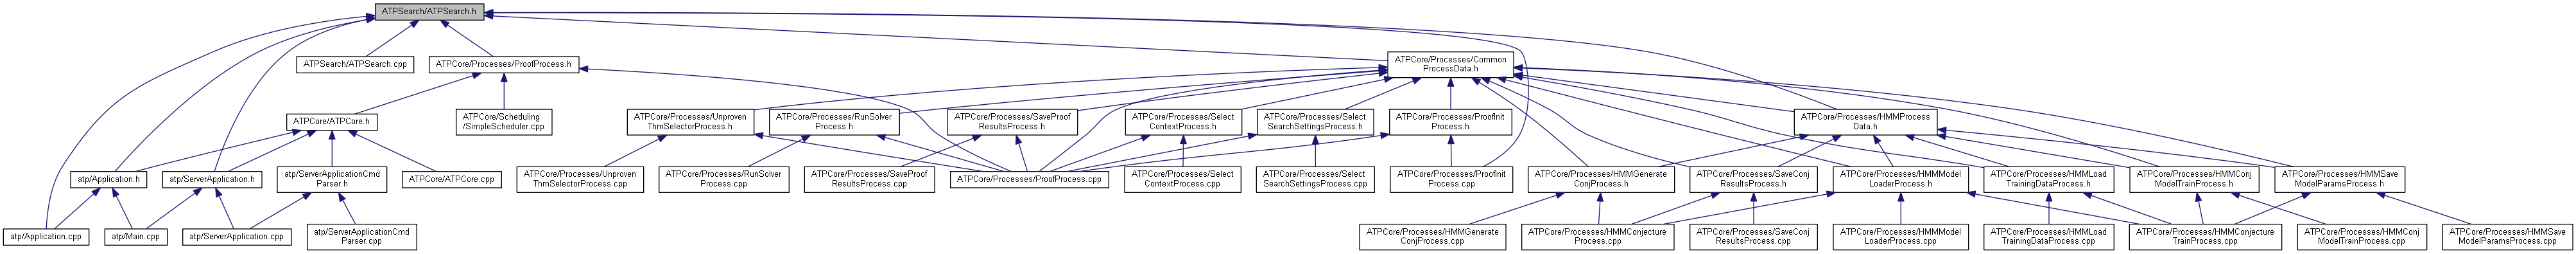 ATPSearch/ATPSearch.h
ATPSearch/ATPSearch.cpp
ATPCore/Processes/ProofProcess.h
ATPCore/Processes/Common
ProcessData.h
ATPCore/ATPCore.h
ATPCore/Scheduling
/SimpleScheduler.cpp
ATPCore/Processes/Unproven
ThmSelectorProcess.h
ATPCore/Processes/RunSolver
Process.h
ATPCore/Processes/SaveProof
ResultsProcess.h
ATPCore/Processes/Select
ContextProcess.h
ATPCore/Processes/Select
SearchSettingsProcess.h
ATPCore/Processes/ProofInit
Process.h
ATPCore/Processes/HMMProcess
Data.h
atp/Application.h
atp/ServerApplication.h
atp/ServerApplicationCmd
Parser.h
ATPCore/ATPCore.cpp
ATPCore/Processes/Unproven
ThmSelectorProcess.cpp
ATPCore/Processes/RunSolver
Process.cpp
ATPCore/Processes/SaveProof
ResultsProcess.cpp
ATPCore/Processes/ProofProcess.cpp
ATPCore/Processes/Select
ContextProcess.cpp
ATPCore/Processes/Select
SearchSettingsProcess.cpp
ATPCore/Processes/ProofInit
Process.cpp
ATPCore/Processes/HMMGenerate
ConjProcess.h
ATPCore/Processes/SaveConj
ResultsProcess.h
ATPCore/Processes/HMMModel
LoaderProcess.h
ATPCore/Processes/HMMLoad
TrainingDataProcess.h
ATPCore/Processes/HMMConj
ModelTrainProcess.h
ATPCore/Processes/HMMSave
ModelParamsProcess.h
atp/Application.cpp
atp/Main.cpp
atp/ServerApplication.cpp
atp/ServerApplicationCmd
Parser.cpp
ATPCore/Processes/HMMGenerate
ConjProcess.cpp
ATPCore/Processes/HMMConjecture
Process.cpp
ATPCore/Processes/SaveConj
ResultsProcess.cpp
ATPCore/Processes/HMMModel
LoaderProcess.cpp
ATPCore/Processes/HMMLoad
TrainingDataProcess.cpp
ATPCore/Processes/HMMConjecture
TrainProcess.cpp
ATPCore/Processes/HMMConj
ModelTrainProcess.cpp
ATPCore/Processes/HMMSave
ModelParamsProcess.cpp